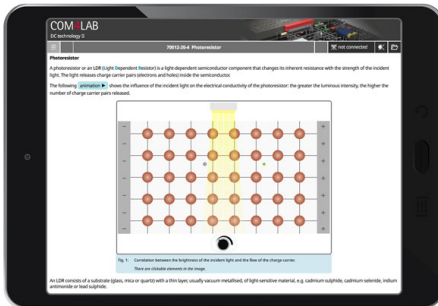 COM4LAB
DC technology II
70012-20-4 Photoresistor
not connected
Photoresistor
A photoresistor or an LDR (Light Dependent Resistor) is a light-dependent semiconductor component that changes its inherent resistance with the strength of the incident
light. The light releases charge carrier pairs (electrons and holes) inside the semiconductor.
The following animation ▶ shows the influence of the incident light on the electrical conductivity of the photoresistor: the greater the luminous intensity, the higher the
number of charge carrier pairs released.
Fig. 1: Correlation between the brightness of the incident light and the flow of the charge carrier.
There are clickable elements in the image.
An LDR consists of a substrate (glass, mica or quartz) with a thin layer, usually vacuum metallised, of light-sensitive material, e.g. cadmium sulphide, cadmium selenide, indium
antimonide or lead sulphide.